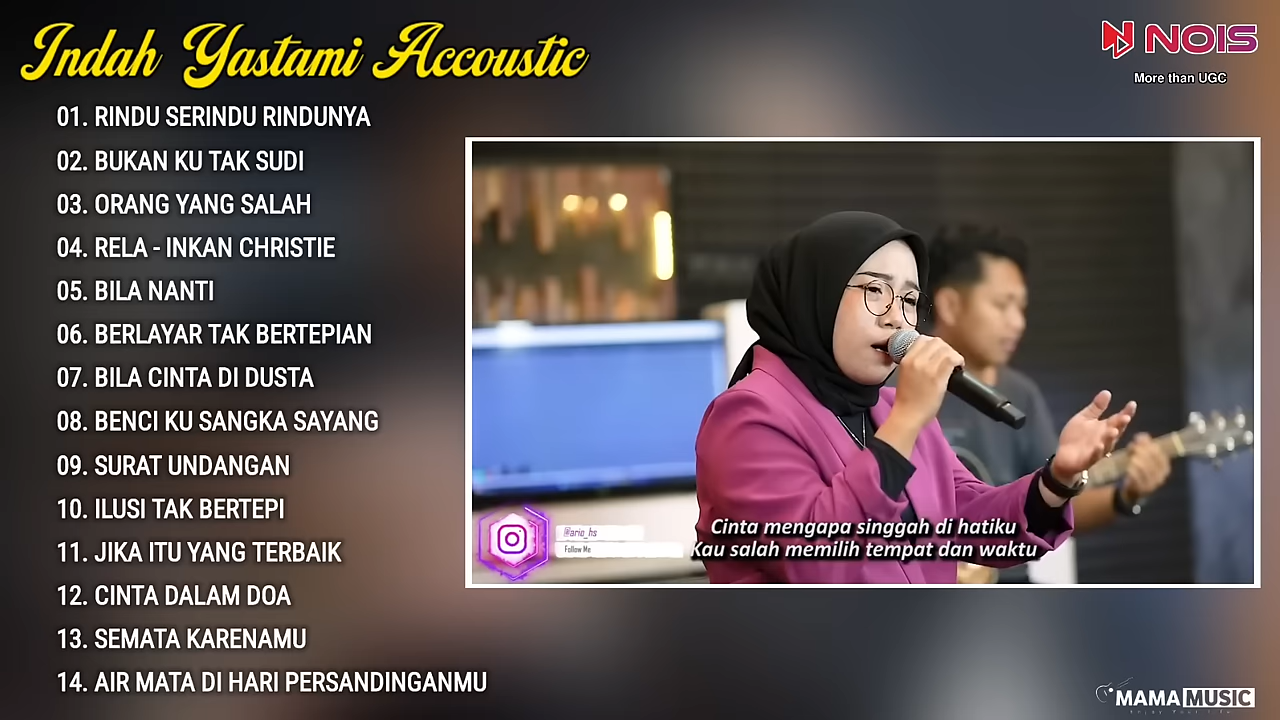 Indah Yastami Accoustic
NOIS
More than UGC
01. RINDU SERINDU RINDUNYA
02. BUKAN KU TAK SUDI
03. ORANG YANG SALAH
04. RELA - INKAN CHRISTIE
05. BILA NANTI
06. BERLAYAR TAK BERTEPIAN
07. BILA CINTA DI DUSTA
08. BENCI KU SANGKA SAYANG
09. SURAT UNDANGAN
10. ILUSI TAK BERTEPI
11. JIKA ITU YANG TERBAIK
12. CINTA DALAM DOA
13. SEMATA KARENAMU
14. AIR MATA DI HARI PERSANDINGANMU
@ario_hs
Follow Me
Cinta mengapa singgah di hatiku
Kau salah memilih tempat dan waktu
MAMA MUSIC